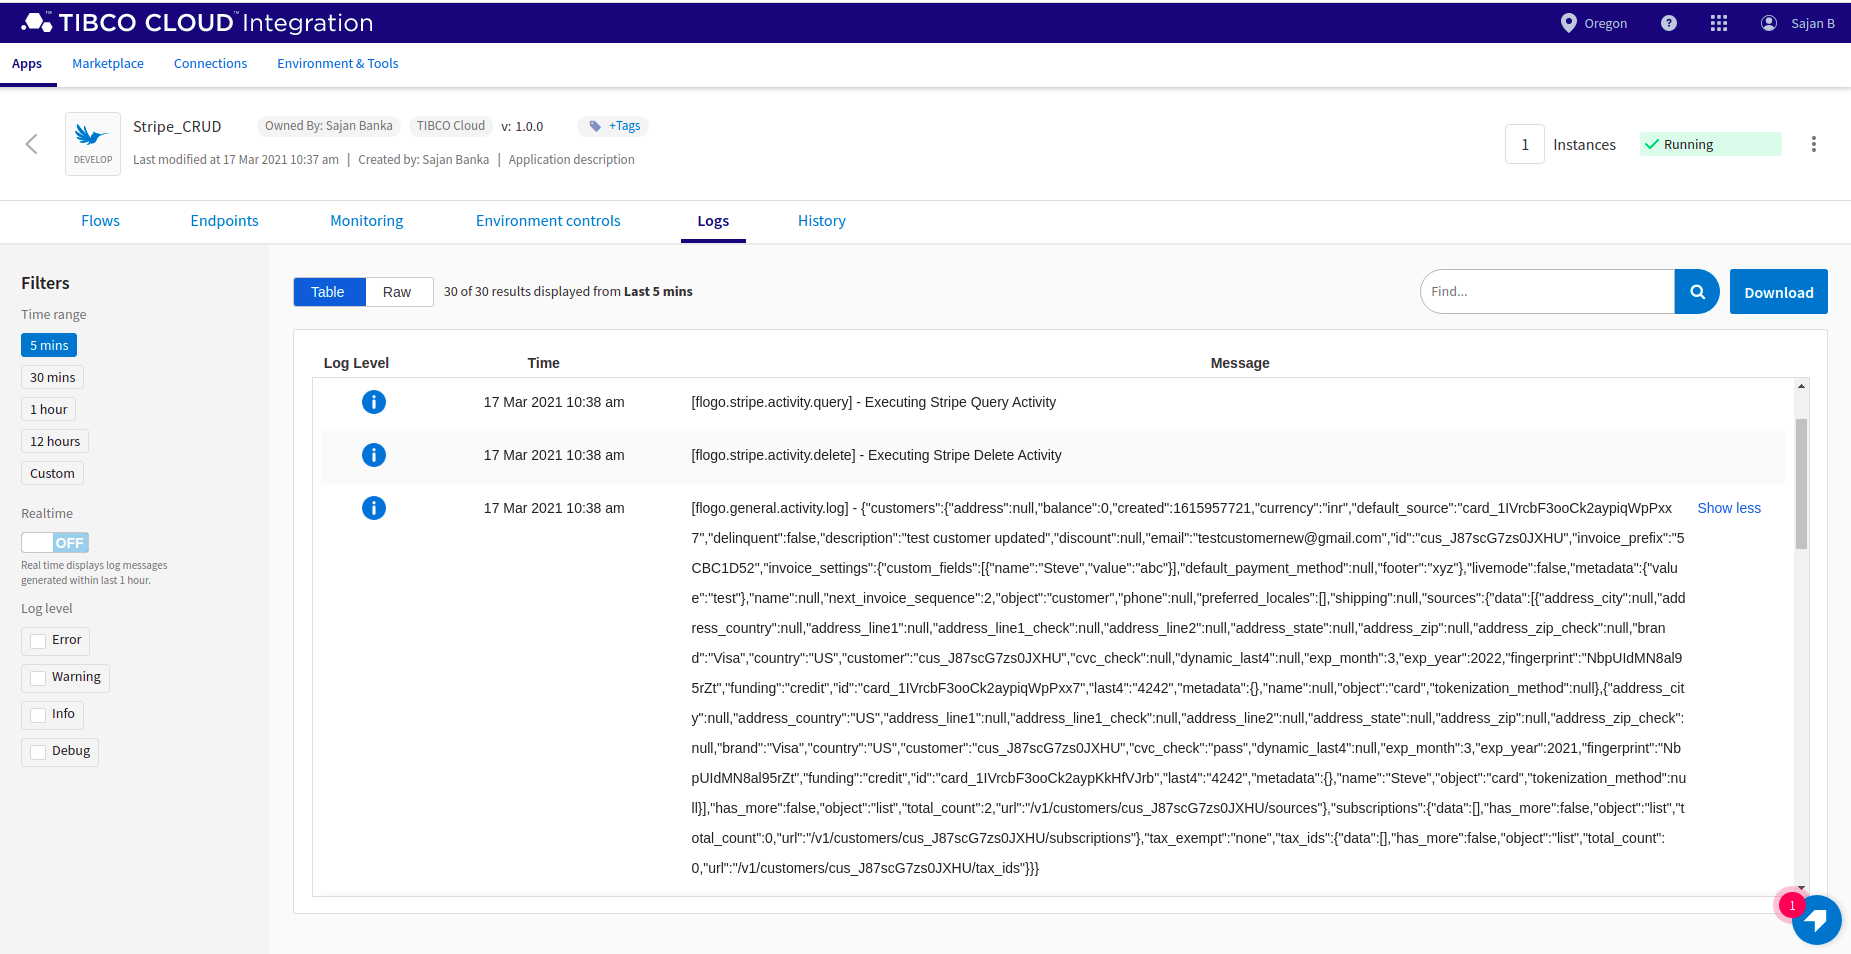 TIBCO CLOUD™ Integration
Oregon
Sajan B
Apps
Marketplace
Connections
Environment & Tools
DEVELOP
Stripe_CRUD
Owned By: Sajan Banka
TIBCO Cloud
v: 1.0.0
+Tags
Last modified at 17 Mar 2021 10:37 am | Created by: Sajan Banka | Application description
1
Instances
Running
Flows
Endpoints
Monitoring
Environment controls
Logs
History
Filters
Time range
5 mins
30 mins
1 hour
12 hours
Custom
Realtime
OFF
Real time displays log messages
generated within last 1 hour.
Log level
Error
Warning
Info
Debug
Table
Raw
30 of 30 results displayed from Last 5 mins
Find...
Download
Log Level
Time
Message
17 Mar 2021 10:38 am
[flogo.stripe.activity.query] - Executing Stripe Query Activity
17 Mar 2021 10:38 am
[flogo.stripe.activity.delete] - Executing Stripe Delete Activity
17 Mar 2021 10:38 am
[flogo.general.activity.log] - {"customers":{"address":null,"balance":0,"created":1615957721,"currency":"inr","default_source":"card_1IVrcbF3ooCk2aypiqWpPxx
7","delinquent":false,"description":"test customer updated","discount":null,"email":"testcustomernew@gmail.com","id":"cus_J87scG7zs0JXHU","invoice_prefix":"5
CBC1D52","invoice_settings":{"custom_fields":[{"name":"Steve","value":"abc"}],"default_payment_method":null,"footer":"xyz"},"livemode":false,"metadata":{"valu
e":"test"},"name":null,"next_invoice_sequence":2,"object":"customer","phone":null,"preferred_locales":[],"shipping":null,"sources":{"data":[{"address_city":null,"add
ress_country":null,"address_line1":null,"address_line1_check":null,"address_line2":null,"address_state":null,"address_zip":null,"address_zip_check":null,"bran
d":"Visa","country":"US","customer":"cus_J87scG7zs0JXHU","cvc_check":null,"dynamic_last4":null,"exp_month":3,"exp_year":2022,"fingerprint":"NbpUIdMN8al9
5rZt","funding":"credit","id":"card_1IVrcbF3ooCk2aypiqWpPxx7","last4":"4242","metadata":{},"name":null,"object":"card","tokenization_method":null},{"address_cit
y":null,"address_country":"US","address_line1":null,"address_line1_check":null,"address_line2":null,"address_state":null,"address_zip":null,"address_zip_check":
null,"brand":"Visa","country":"US","customer":"cus_J87scG7zs0JXHU","cvc_check":"pass","dynamic_last4":null,"exp_month":3,"exp_year":2021,"fingerprint":"Nb
pUIdMN8al95rZt","funding":"credit","id":"card_1IVrcbF3ooCk2aypKkHfVJrb","last4":"4242","metadata":{},"name":"Steve","object":"card","tokenization_method":nu
ll}],"has_more":false,"object":"list","total_count":2,"url":"/v1/customers/cus_J87scG7zs0JXHU/sources"},"subscriptions":{"data":[],"has_more":false,"object":"list","t
otal_count":0,"url":"/v1/customers/cus_J87scG7zs0JXHU/subscriptions"},"tax_exempt":"none","tax_ids":{"data":[],"has_more":false,"object":"list","total_count":
0,"url":"/v1/customers/cus_J87scG7zs0JXHU/tax_ids"}}}
Show less
1